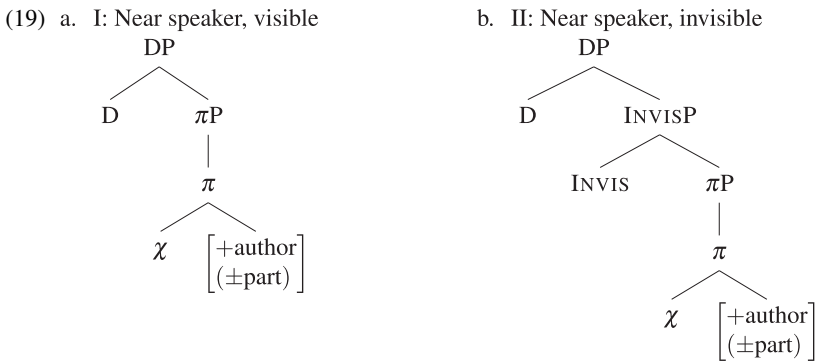 (19) a. I: Near speaker, visible b. II: Near speaker, invisible
DP DP
D πP D INVISP
π INVIS πP
χ [+author (±part)] π
χ [+author (±part)]